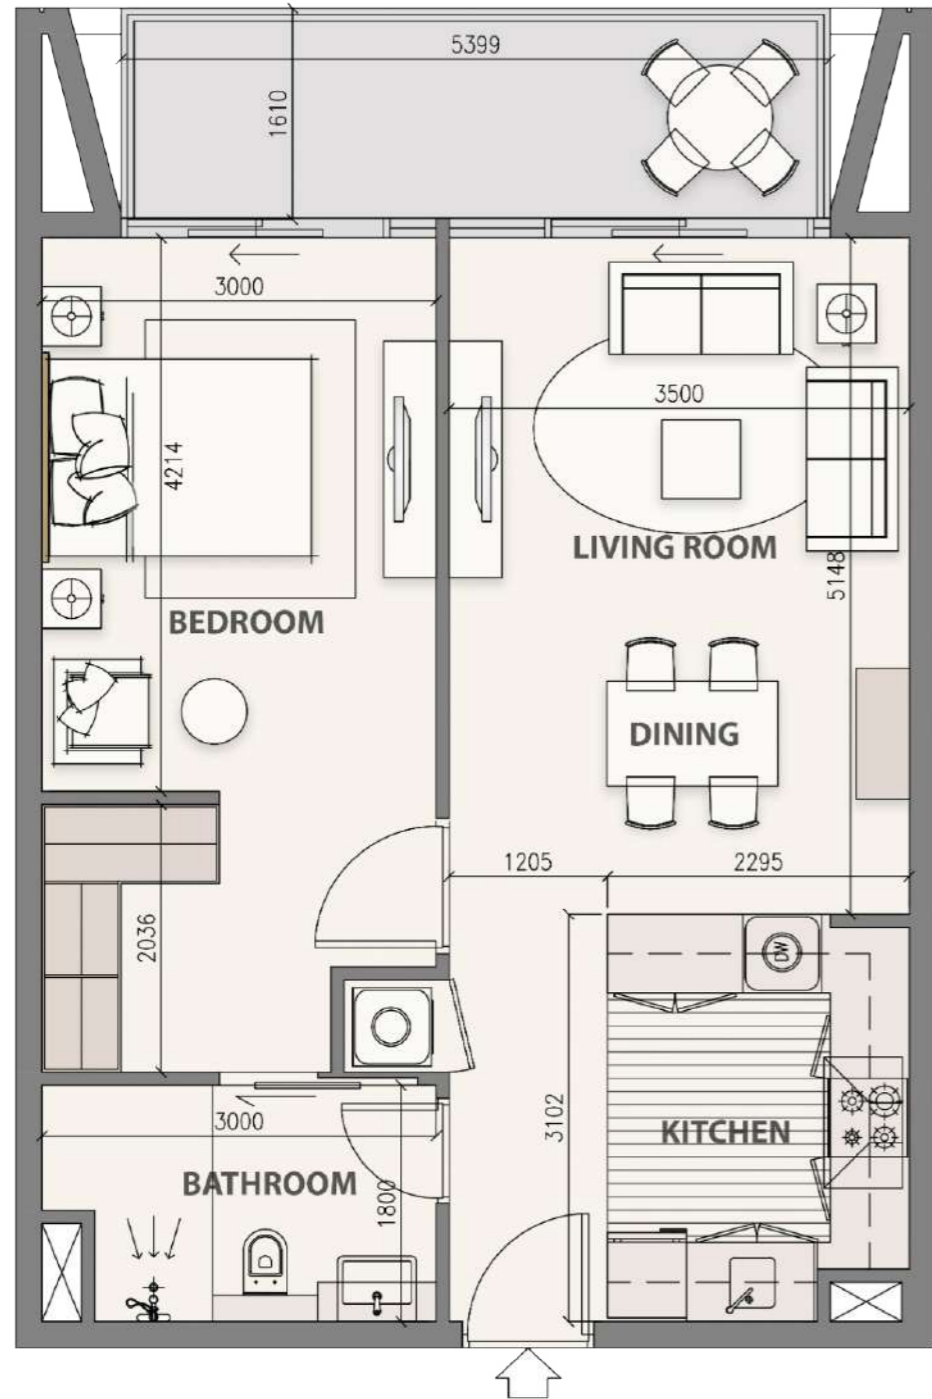 5399
1610
3000
3500
4214
LIVING ROOM
5148
BEDROOM
DINING
1205
2295
2036
DW
3102
3000
KITCHEN
BATHROOM
1800